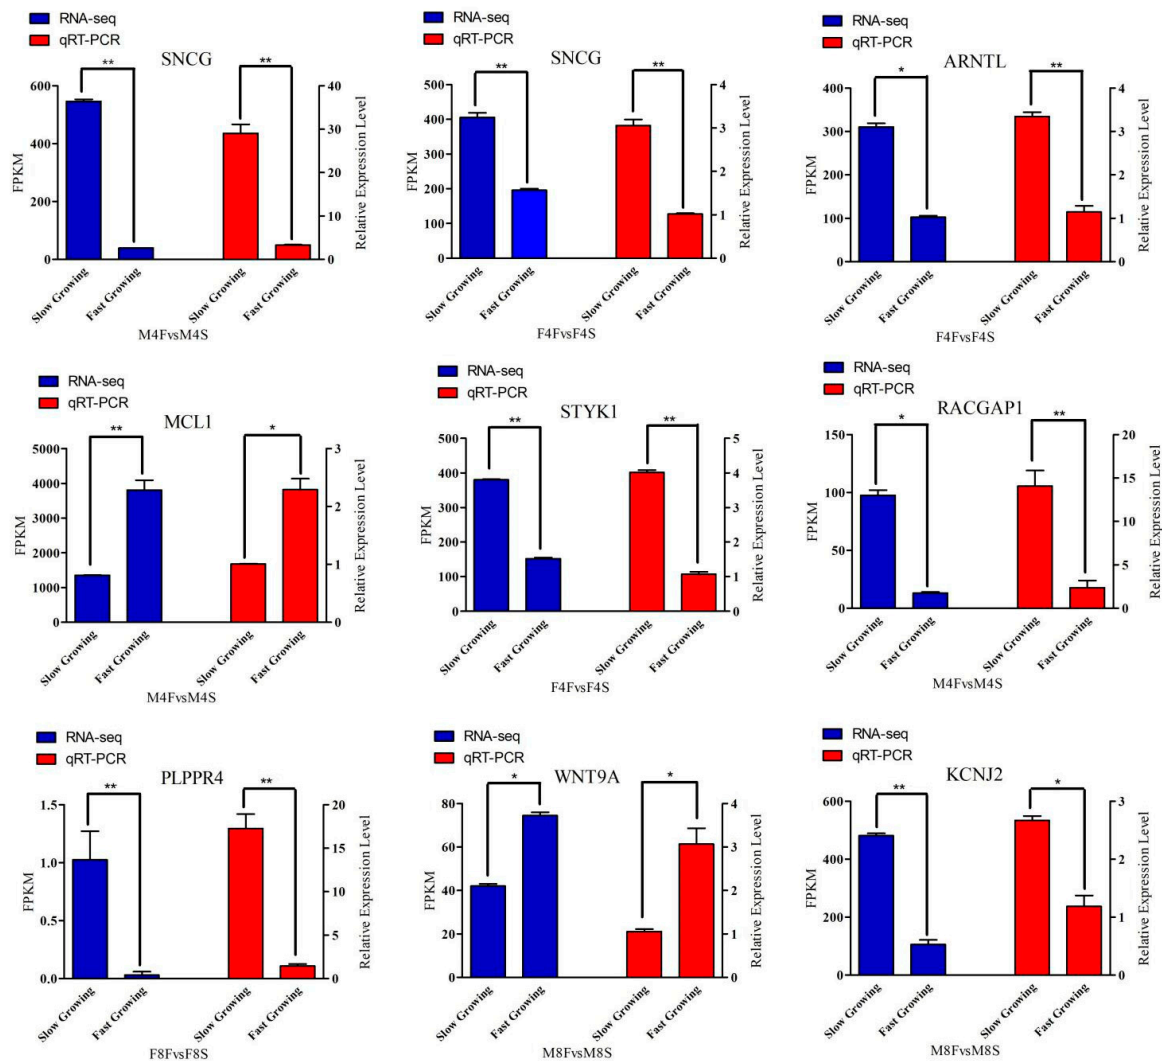 RNA-seq
qRT-PCR
SNCG
**
**
600
400
200
0
40
30
20
10
0
FPKM
Relative Expression Level
Slow Growing
Fast Growing
Slow Growing
Fast Growing
M4FvsM4S
RNA-seq
qRT-PCR
SNCG
**
**
500
400
300
200
100
0
4
3
2
1
0
FPKM
Relative Expression Level
Slow Growing
Fast Growing
Slow Growing
Fast Growing
F4FvsF4S
RNA-seq
qRT-PCR
ARNTL
*
**
400
300
200
100
0
4
3
2
1
0
FPKM
Relative Expression Level
Slow Growing
Fast Growing
Slow Growing
Fast Growing
F4FvsF4S
RNA-seq
qRT-PCR
MCL1
**
*
5000
4000
3000
2000
1000
0
3
2
1
0
FPKM
Relative Expression Level
Slow Growing
Fast Growing
Slow Growing
Fast Growing
M4FvsM4S
RNA-seq
qRT-PCR
STYK1
**
**
500
400
300
200
100
0
5
4
3
2
1
0
FPKM
Relative Expression Level
Slow Growing
Fast Growing
Slow Growing
Fast Growing
F4FvsF4S
RNA-seq
qRT-PCR
RACGAP1
*
**
150
100
50
0
20
15
10
5
0
FPKM
Relative Expression Level
Slow Growing
Fast Growing
Slow Growing
Fast Growing
M4FvsM4S
RNA-seq
qRT-PCR
PLPPR4
**
**
1.5
1.0
0.5
0.0
20
15
10
5
0
FPKM
Relative Expression Level
Slow Growing
Fast Growing
Slow Growing
Fast Growing
F8FvsF8S
RNA-seq
qRT-PCR
WNT9A
*
*
80
60
40
20
0
4
3
2
1
0
FPKM
Relative Expression Level
Slow Growing
Fast Growing
Slow Growing
Fast Growing
M8FvsM8S
RNA-seq
qRT-PCR
KCNJ2
**
*
600
400
200
0
3
2
1
0
FPKM
Relative Expression Level
Slow Growing
Fast Growing
Slow Growing
Fast Growing
M8FvsM8S